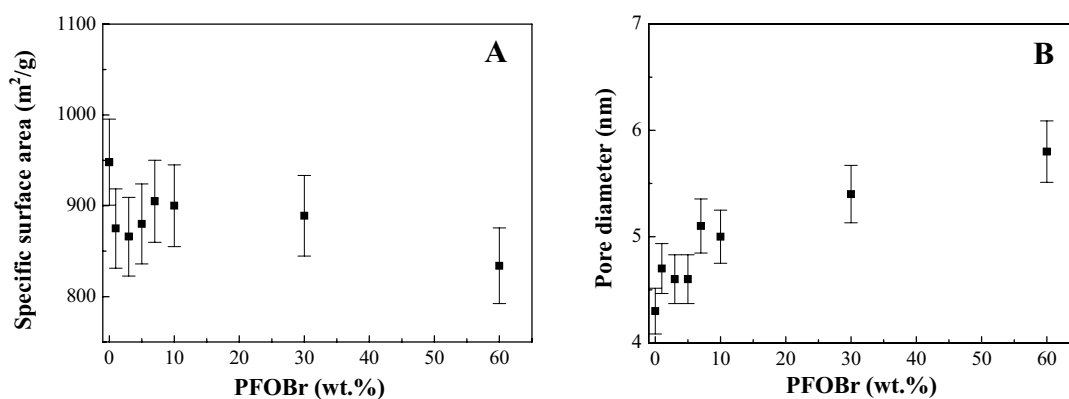 A
1100
1000
900
800
Specific surface area (m²/g)
0 10 20 30 40 50 60
PFOBr (wt.%)
B
7
6
5
4
Pore diameter (nm)
0 10 20 30 40 50 60
PFOBr (wt.%)